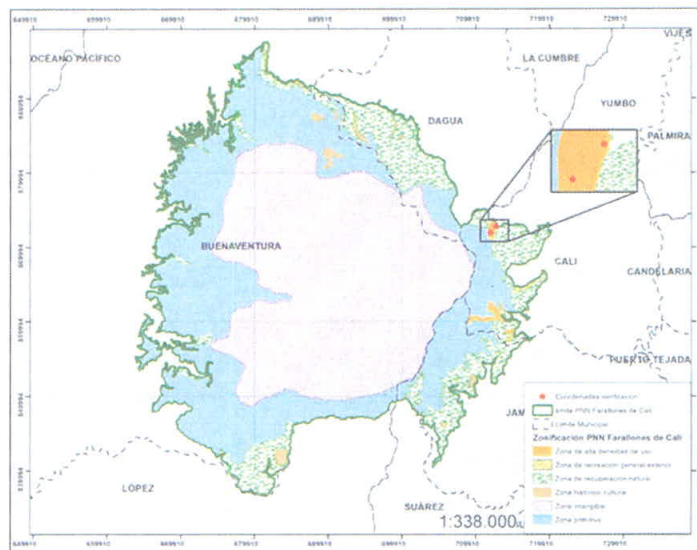 649910 659910 669910 679910 689910 699910 709910 719910 729910
OCÉANO PACÍFICO
VIJES
LA CUMBRE
YUMBO
DAGUA
PALMIRA
BUENAVENTURA
CALI
CANDELARIA
PUERTO TEJADA
JAM
LÓPEZ
SUÁREZ
1:338.000
Coordenadas verificación
Límite PNN Farallones de Cali
Límite Municipal
Zonificación PNN Farallones de Cali
Zona de alta densidad de uso
Zona de recreación general exterior
Zona de recuperación natural
Zona histórico cultural
Zona intangible
Zona primitiva